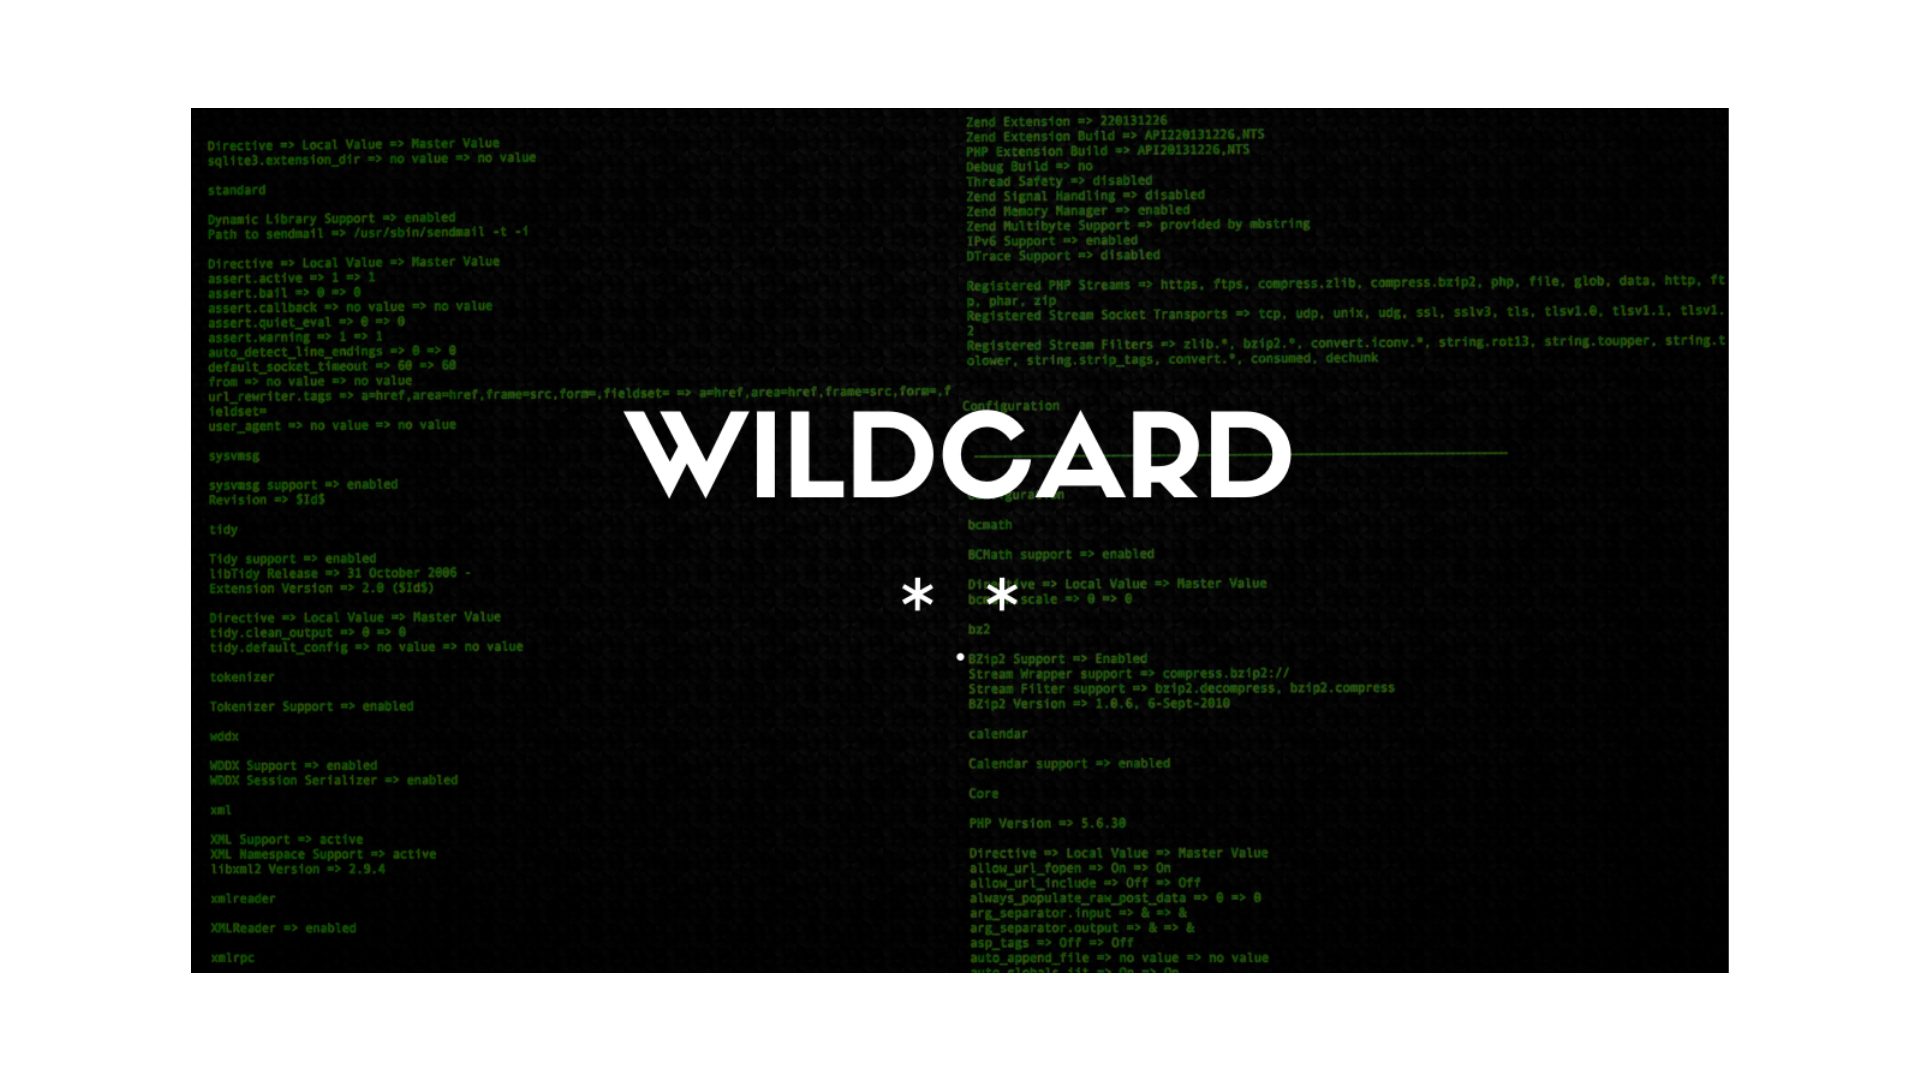 Directive => Local Value => Master Value
sqlite3.extension_dir => no value => no value
standard
Dynamic Library Support => enabled
Path to sendmail => /usr/sbin/sendmail -t -i
Directive => Local Value => Master Value
assert.active => 1 => 1
assert.bail => 0 => 0
assert.callback => no value => no value
assert.quiet_eval => 0 => 0
assert.warning => 1 => 1
auto_detect_line_endings => 0 => 0
default_socket_timeout => 60 => 60
from => no value => no value
url_rewriter.tags => a=href,area=href,frame=src,form=,fieldset= => a=href,area=href,frame=src,form=,f
ieldset=
user_agent => no value => no value
sysvmsg
sysvmsg support => enabled
Revision => $Id$
tidy
Tidy support => enabled
libTidy Release => 31 October 2006 -
Extension Version => 2.0 ($Id$)
Directive => Local Value => Master Value
tidy.clean_output => 0 => 0
tidy.default_config => no value => no value
tokenizer
Tokenizer Support => enabled
wddx
WDDX Support => enabled
WDDX Session Serializer => enabled
xml
XML Support => active
XML Namespace Support => active
libxml2 Version => 2.9.4
xmlreader
XMLReader => enabled
xmlrpc
WILDCARD
* *
.
Zend Extension => 220131226
Zend Extension Build => API220131226,NTS
PHP Extension Build => API20131226,NTS
Debug Build => no
Thread Safety => disabled
Zend Signal Handling => disabled
Zend Memory Manager => enabled
Zend Multibyte Support => provided by mbstring
IPv6 Support => enabled
DTrace Support => disabled
Registered PHP Streams => https, ftps, compress.zlib, compress.bzip2, php, file, glob, data, http, ft
p, phar, zip
Registered Stream Socket Transports => tcp, udp, unix, udg, ssl, sslv3, tls, tlsv1.0, tlsv1.1, tlsv1.
2
Registered Stream Filters => zlib.*, bzip2.*, convert.iconv.*, string.rot13, string.toupper, string.t
olower, string.strip_tags, convert.*, consumed, dechunk
Configuration
bcmath
BCMath support => enabled
Directive => Local Value => Master Value
bcmath.scale => 0 => 0
bz2
BZip2 Support => Enabled
Stream Wrapper support => compress.bzip2://
Stream Filter support => bzip2.decompress, bzip2.compress
BZip2 Version => 1.0.6, 6-Sept-2010
calendar
Calendar support => enabled
Core
PHP Version => 5.6.30
Directive => Local Value => Master Value
allow_url_fopen => On => On
allow_url_include => Off => Off
always_populate_raw_post_data => 0 => 0
arg_separator.input => & => &
arg_separator.output => & => &
asp_tags => Off => Off
auto_append_file => no value => no value